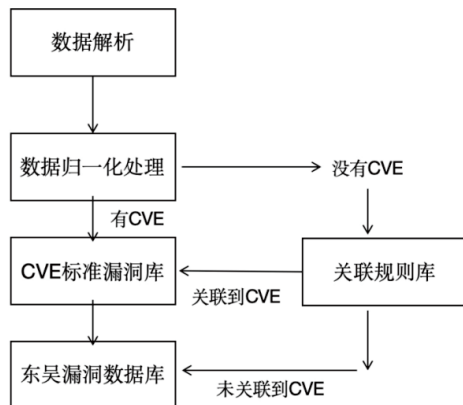 数据解析
数据归一化处理
没有CVE
有CVE
CVE标准漏洞库
关联规则库
关联到CVE
东吴漏洞数据库
未关联到CVE